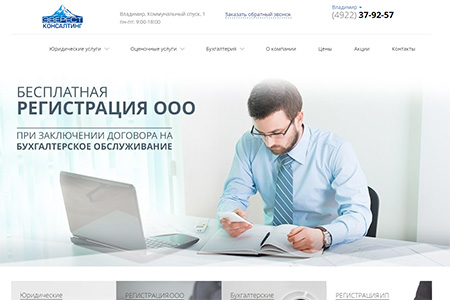 ЭВЕРЕСТ
КОНСАЛТИНГ
Владимир, Коммунальный спуск, 1
пн-пт: 9:00-18:00
Заказать обратный звонок
Владимир
(4922) 37-92-57
Юридические услуги
Оценочные услуги
Бухгалтерия
О компании
Цены
Акции
Контакты
БЕСПЛАТНАЯ
РЕГИСТРАЦИЯ ООО
ПРИ ЗАКЛЮЧЕНИИ ДОГОВОРА НА
БУХГАЛТЕРСКОЕ ОБСЛУЖИВАНИЕ
Юридические
РЕГИСТРАЦИЯ ООО
Бухгалтерские
РЕГИСТРАЦИЯ ИП